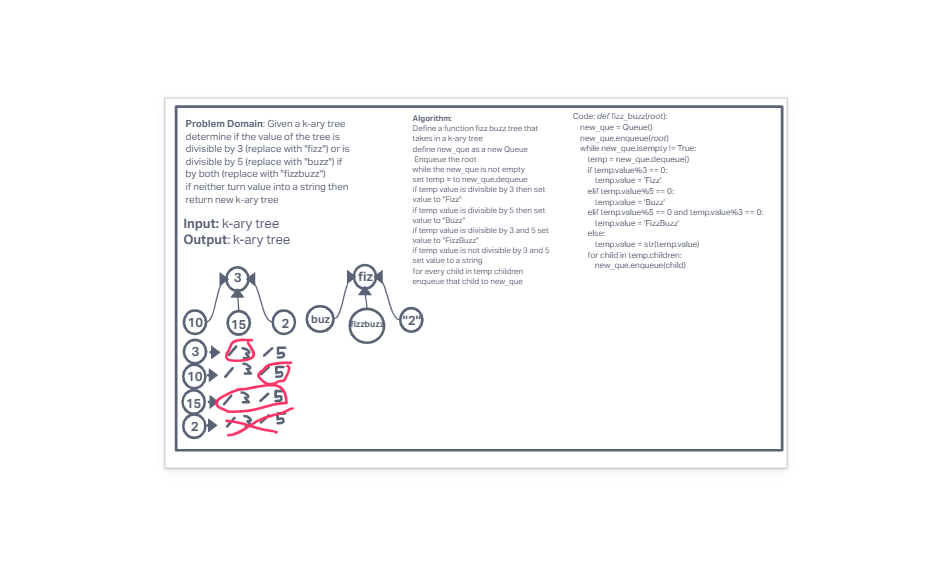 Problem Domain: Given a k-ary tree
determine if the value of the tree is
divisible by 3 (replace with "fizz") or is
divisible by 5 (replace with "buzz") if
by both (replace with "fizzbuzz")
if neither turn value into a string then
return new k-ary tree
Input: k-ary tree
Output: k-ary tree
3
10
15
2
fiz
buz
fizzbuzz
"2"
3 / 3 / 5
10 / 3 / 5
15 / 3 / 5
2 / 3 / 5
Algorithm:
Define a function fizz buzz tree that
takes in a k-ary tree
define new_que as a new Queue
Enqueue the root
while the new_que is not empty
set temp = to new_que.dequeue
if temp value is divisible by 3 then set
value to "Fizz"
if temp value is divisible by 5 then set
value to "Buzz"
if temp value is divisible by 3 and 5 set
value to "FizzBuzz"
if temp value is not divisible by 3 and 5
set value to a string
for every child in temp children
enqueue that child to new_que
Code: def fizz_buzz(root):
new_que = Queue()
new_que.enqueue(root)
while new_que.isempty != True:
temp = new_que.dequeue()
if temp.value%3 == 0:
temp.value = 'Fizz'
elif temp.value%5 == 0:
temp.value = 'Buzz'
elif temp.value%5 == 0 and temp.value%3 == 0:
temp.value = 'FizzBuzz'
else:
temp.value = str(temp.value)
for child in temp.children:
new_que.enqueue(child)